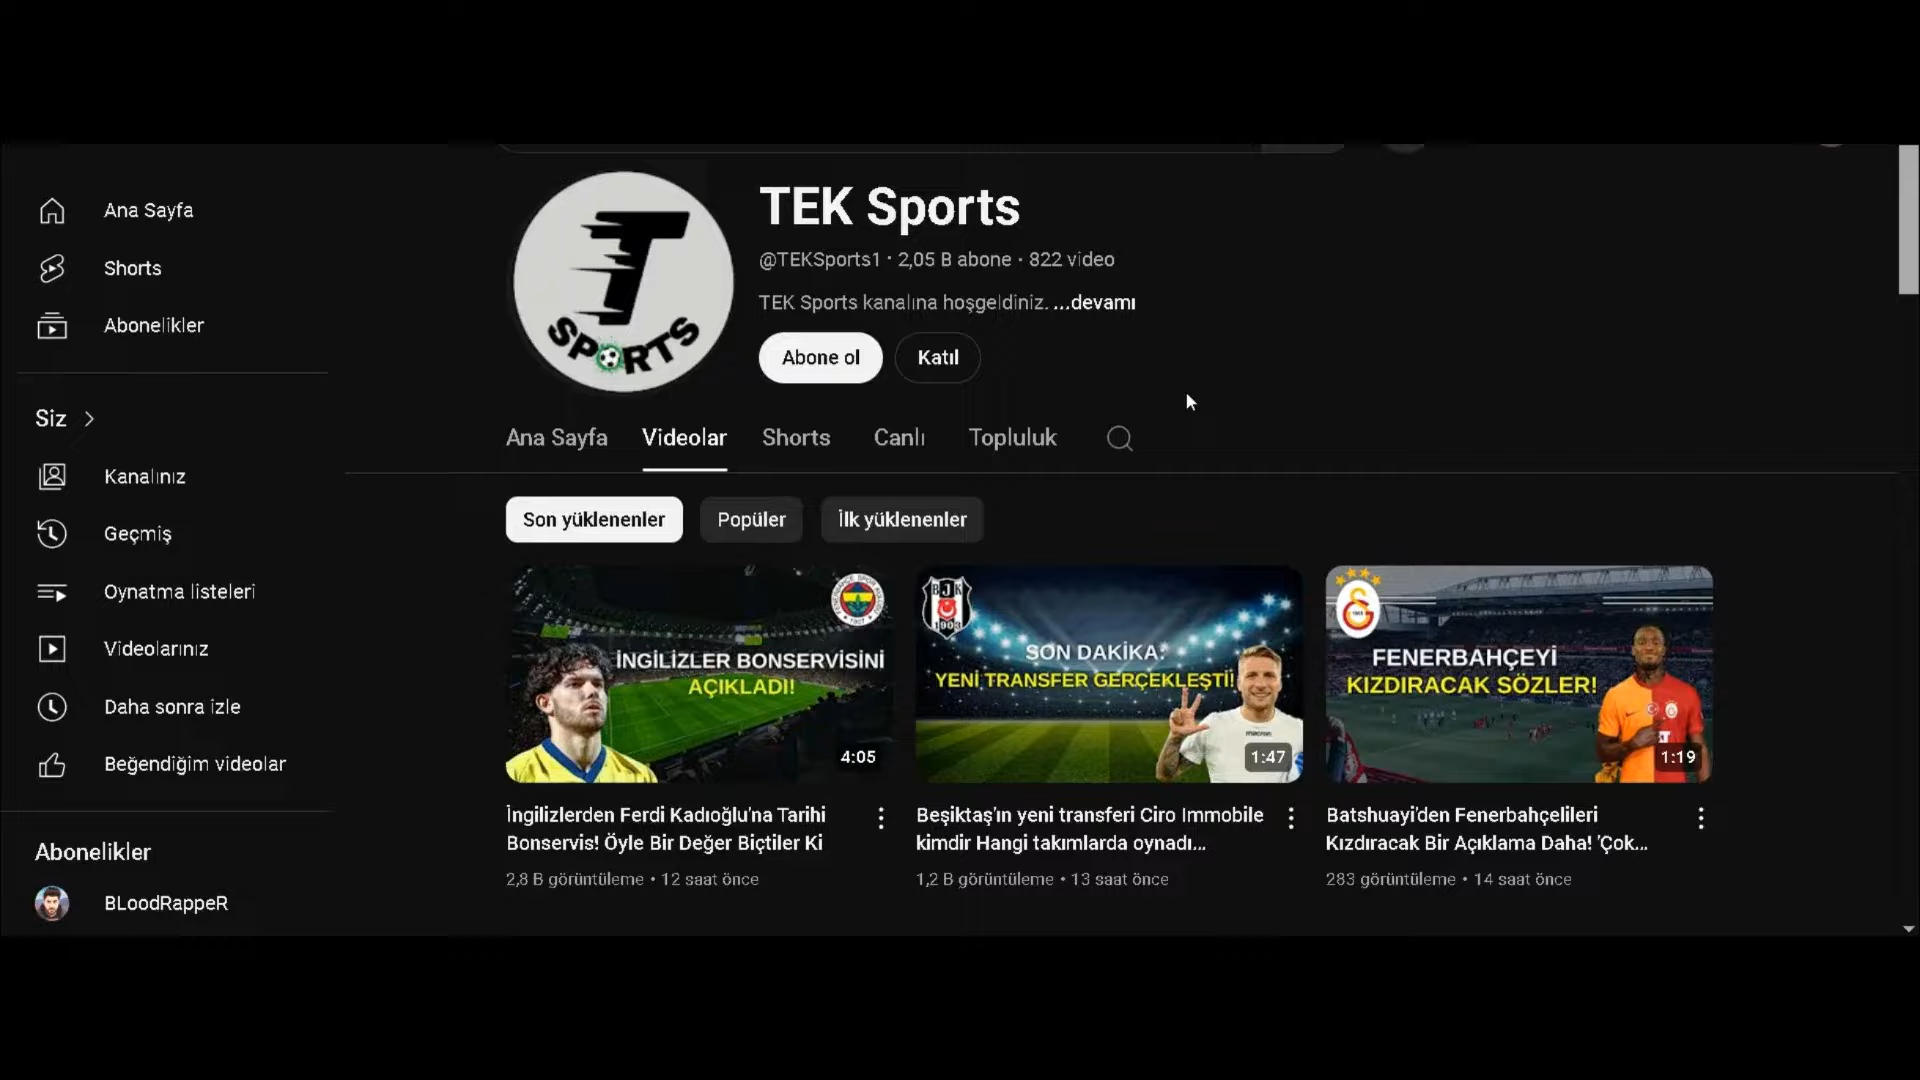 Ana Sayfa
Shorts
Abonelikler
Siz
Kanalınız
Geçmiş
Oynatma listeleri
Videolarınız
Daha sonra izle
Beğendiğim videolar
Abonelikler
BLoodRappeR
T
SPORTS
TEK Sports
@TEKSports1 • 2,05 B abone • 822 video
TEK Sports kanalına hoşgeldiniz. ...devamı
Abone ol
Katıl
Ana Sayfa
Videolar
Shorts
Canlı
Topluluk
Son yüklenenler
Popüler
İlk yüklenenler
İNGİLİZLER BONSERVİSİNİ
AÇIKLADI!
4:05
İngilizlerden Ferdi Kadıoğlu'na Tarihi
Bonservis! Öyle Bir Değer Biçtiler Ki
2,8 B görüntüleme • 12 saat önce
BJK
1903
SON DAKİKA:
YENİ TRANSFER GERÇEKLEŞTİ!
1:47
Beşiktaş'ın yeni transferi Ciro Immobile
kimdir Hangi takımlarda oynadı...
1,2 B görüntüleme • 13 saat önce
FENERBAHÇEYİ
KIZDIRACAK SÖZLER!
1:19
Batshuayi'den Fenerbahçelileri
Kızdıracak Bir Açıklama Daha! 'Çok...
283 görüntüleme • 14 saat önce